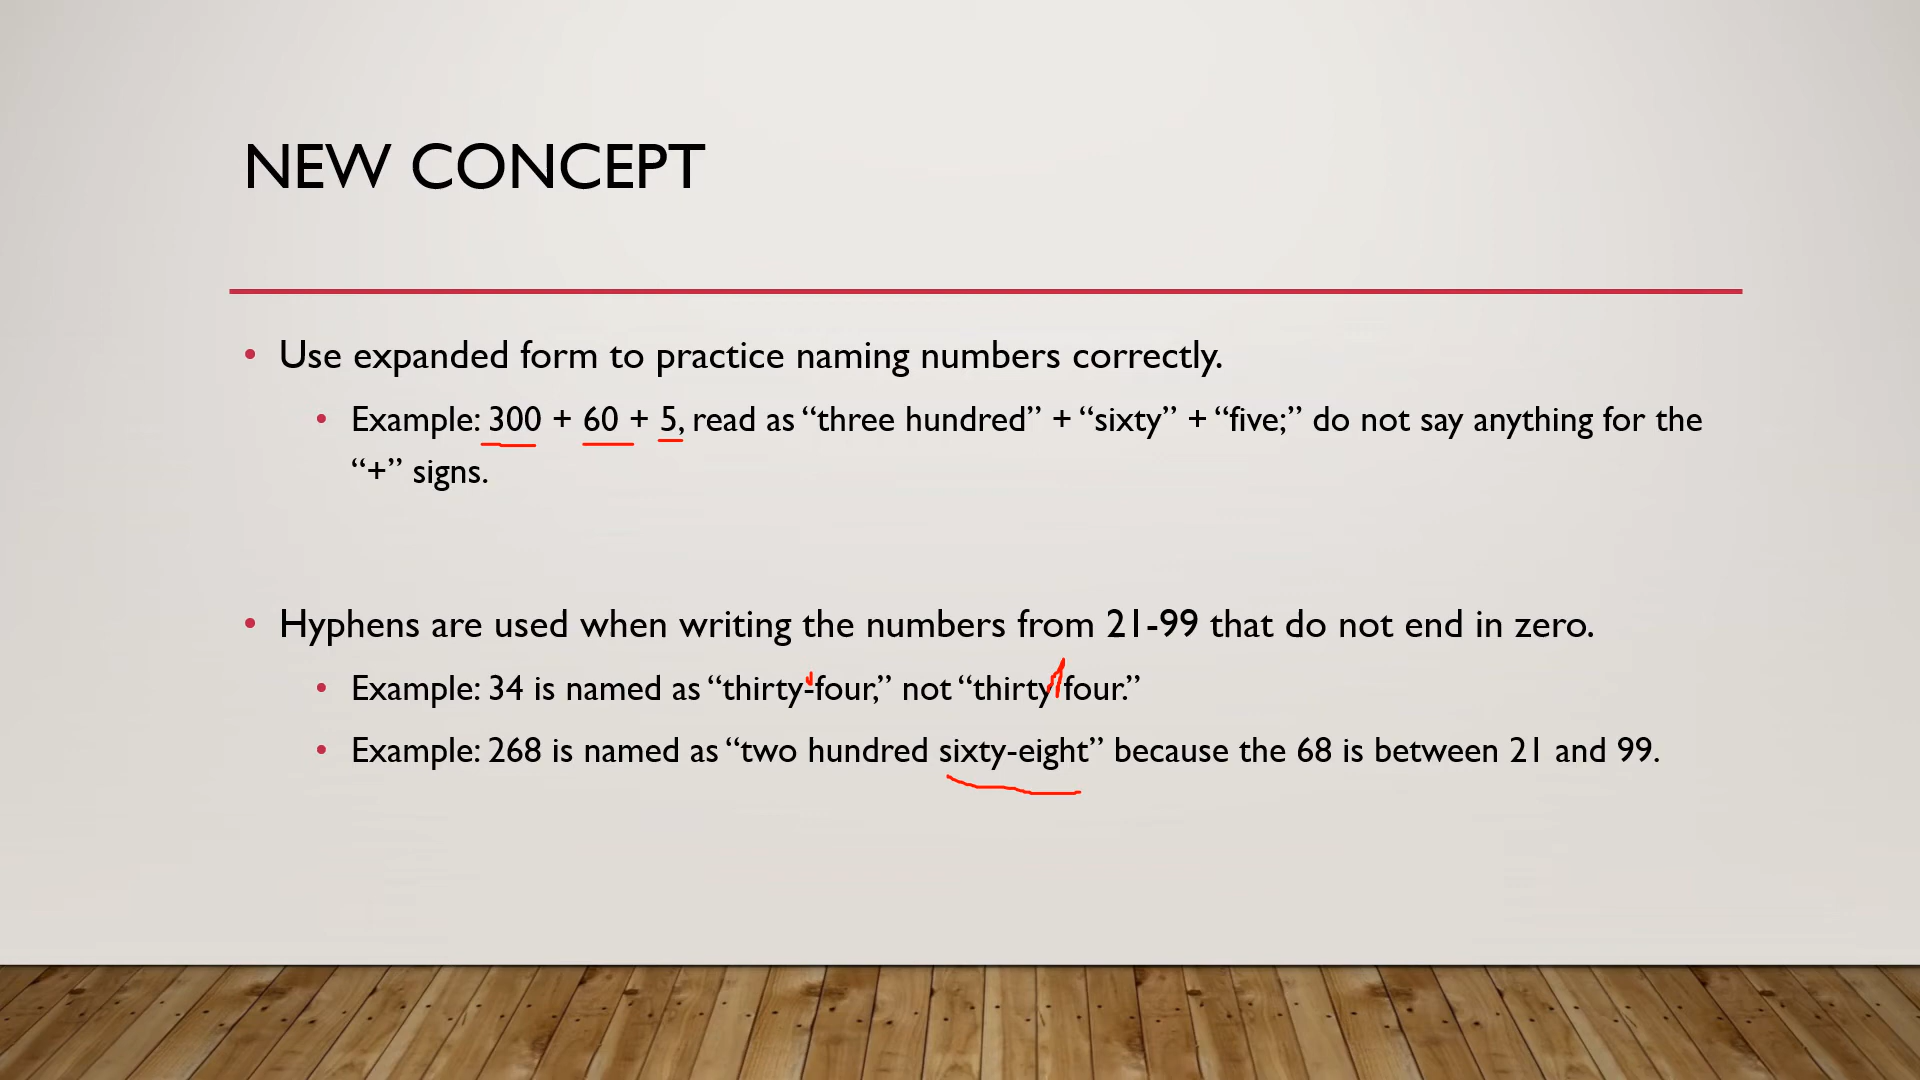 NEW CONCEPT
• Use expanded form to practice naming numbers correctly.
• Example: 300 + 60 + 5, read as “three hundred” + “sixty” + “five;” do not say anything for the
“+” signs.
• Hyphens are used when writing the numbers from 21-99 that do not end in zero.
• Example: 34 is named as “thirty-four,” not “thirty four.”
• Example: 268 is named as “two hundred sixty-eight” because the 68 is between 21 and 99.